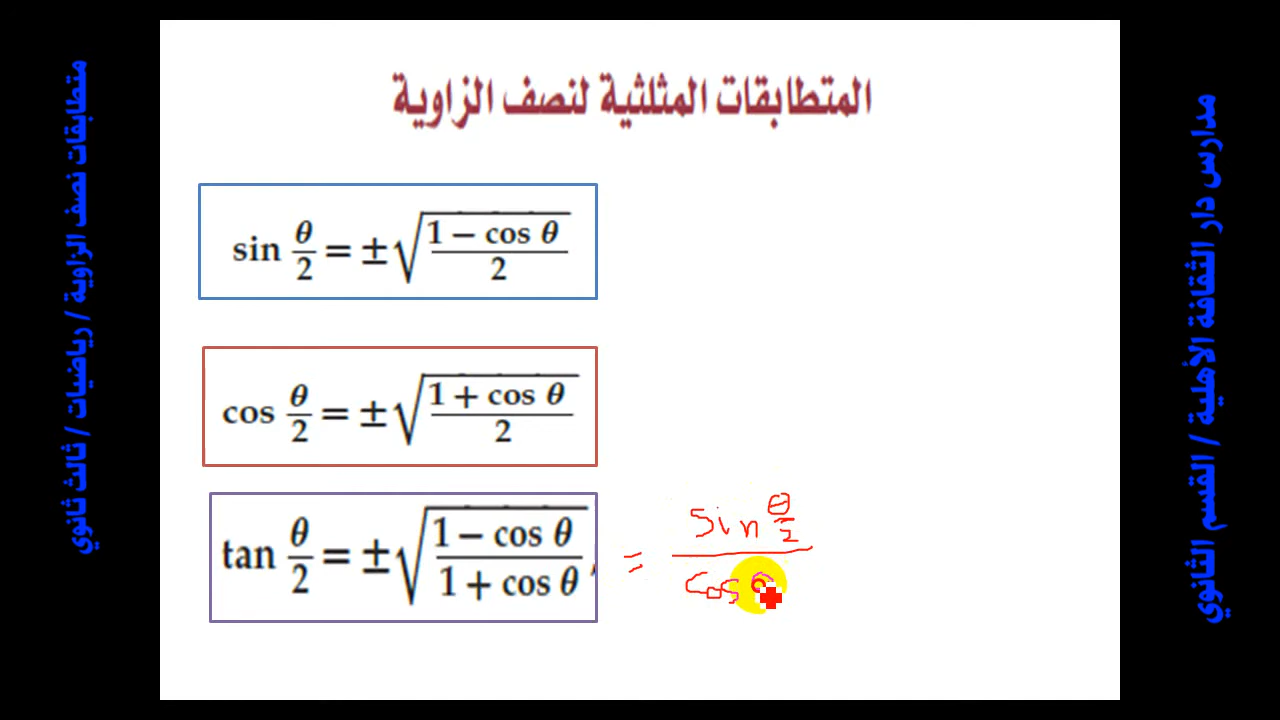 المتطابقات المثلثية لنصف الزاوية
sin θ/2 = ±√((1 − cos θ)/2)
cos θ/2 = ±√((1 + cos θ)/2)
tan θ/2 = ±√((1 − cos θ)/(1 + cos θ)) ,
= sin θ/2
cos
مدارس دار الثقافة الأهلية / القسم الثانوي
متطابقات نصف الزاوية / رياضيات / ثالث ثانوي